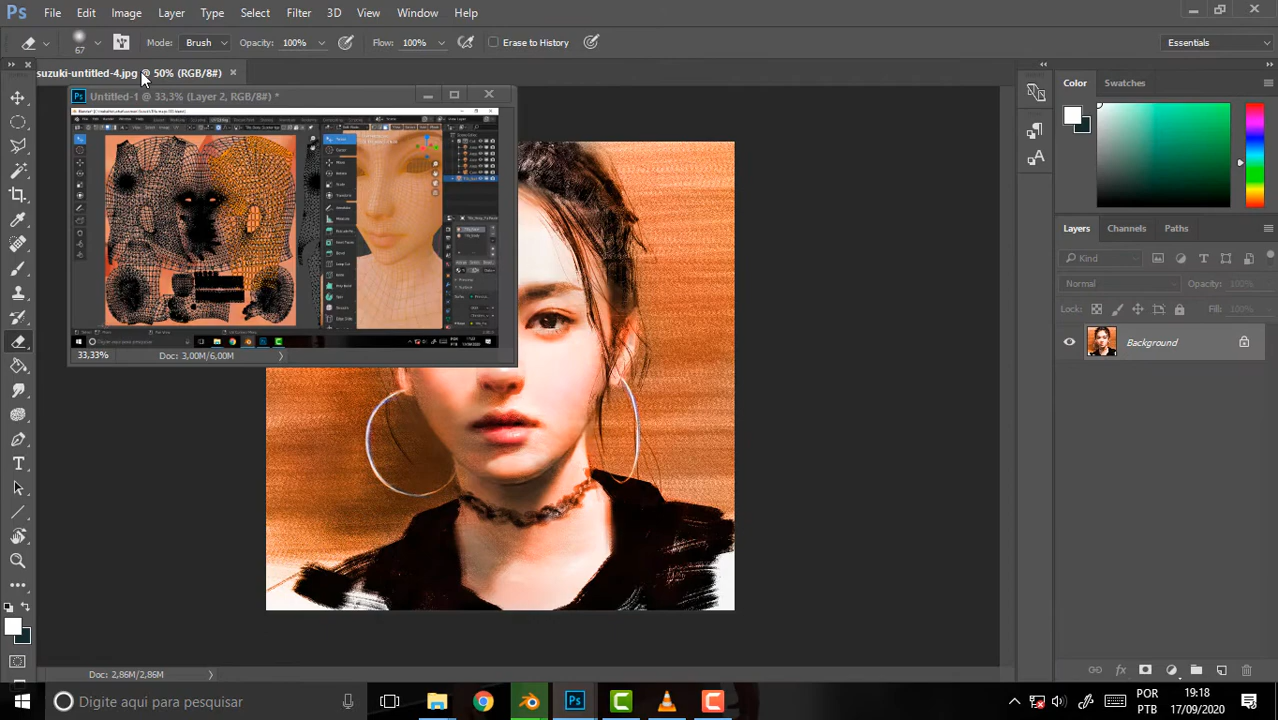 Ps File Edit Image Layer Type Select Filter 3D View Window Help
67 Mode: Brush Opacity: 100% Flow: 100% Erase to History Essentials
suzuki-untitled-4.jpg @ 50% (RGB/8#) ×
Ps Untitled-1 @ 33,3% (Layer 2, RGB/8#) *
33,33% Doc: 3,00M/6,00M
Color Swatches
Layers Channels Paths
Kind
Normal Opacity: 100%
Lock: Fill: 100%
Background
Doc: 2,86M/2,86M
Digite aqui para pesquisar
Ps
POR
PTB
19:18
17/09/2020